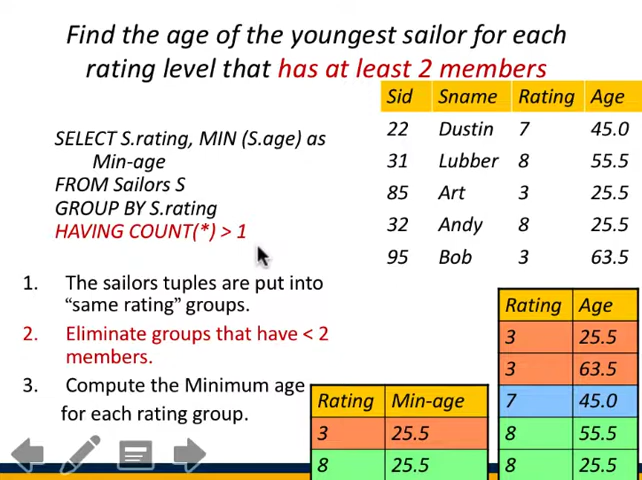 Find the age of the youngest sailor for each
rating level that has at least 2 members
SELECT S.rating, MIN (S.age) as
Min-age
FROM Sailors S
GROUP BY S.rating
HAVING COUNT(*) > 1
Sid Sname Rating Age
22 Dustin 7 45.0
31 Lubber 8 55.5
85 Art 3 25.5
32 Andy 8 25.5
95 Bob 3 63.5
1. The sailors tuples are put into
“same rating” groups.
2. Eliminate groups that have < 2
members.
3. Compute the Minimum age
for each rating group.
Rating Min-age
3 25.5
8 25.5
Rating Age
3 25.5
3 63.5
7 45.0
8 55.5
8 25.5